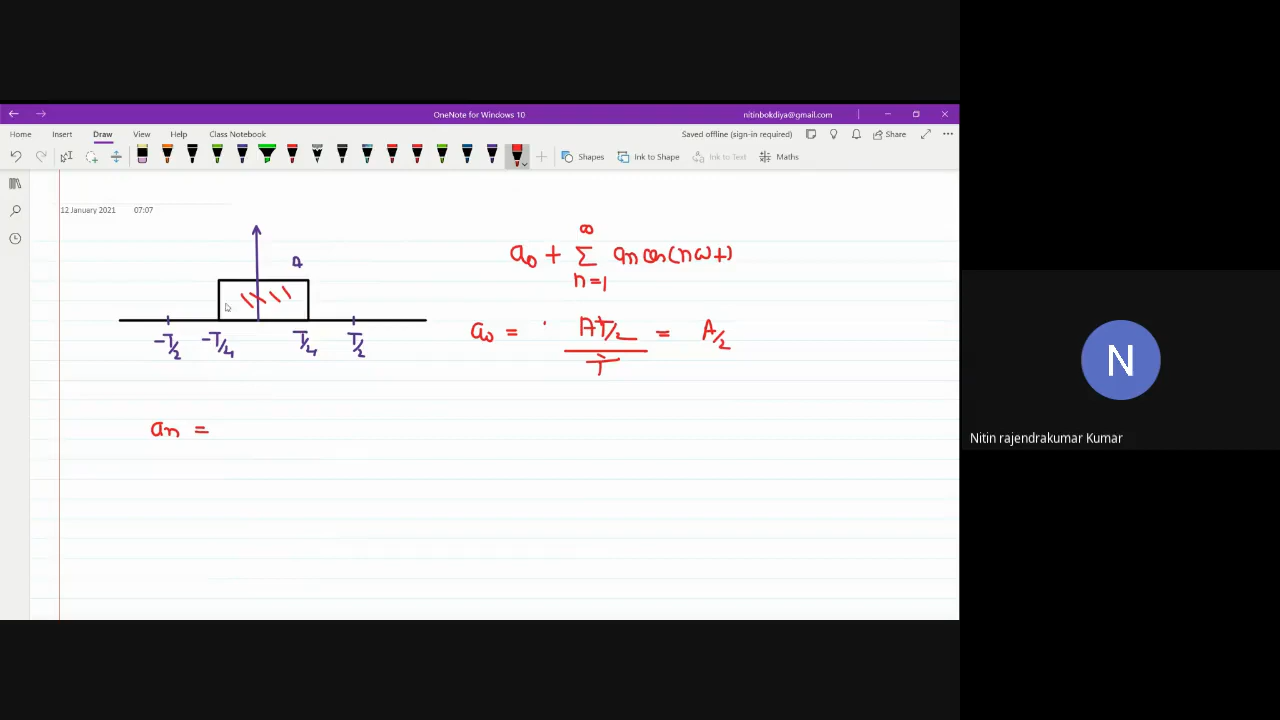 OneNote for Windows 10
nitinbokdiya@gmail.com
Home Insert Draw View Help Class Notebook
Saved offline (sign-in required) Share
Shapes Ink to Shape Ink to Text Maths
12 January 2021 07:07
A
-T/2 -T/4 T/4 T/2
∞
a0 + Σ an cos(nωt)
n=1
a0 = AT/2 = A/2
T
an =
N
Nitin rajendrakumar Kumar